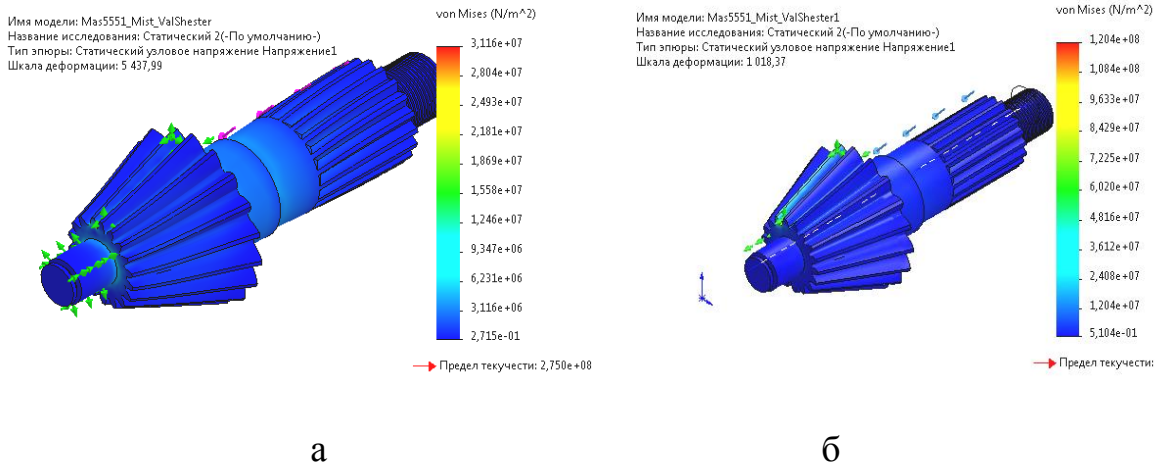 Имя модели: Mas5551_Mist_ValShester
Название исследования: Статический 2(-По умолчанию-)
Тип эпюры: Статический узловое напряжение Напряжение1
Шкала деформации: 5 437,99
von Mises (N/m^2)
3,116e+07
2,804e+07
2,493e+07
2,181e+07
1,869e+07
1,558e+07
1,246e+07
9,347e+06
6,231e+06
3,116e+06
2,715e-01
Предел текучести: 2,750e+08
а
Имя модели: Mas5551_Mist_ValShester1
Название исследования: Статический 2(-По умолчанию-)
Тип эпюры: Статический узловое напряжение Напряжение1
Шкала деформации: 1 018,37
von Mises (N/m^2)
1,204e+08
1,084e+08
9,633e+07
8,429e+07
7,225e+07
6,020e+07
4,816e+07
3,612e+07
2,408e+07
1,204e+07
5,104e-01
Предел текучести:
б